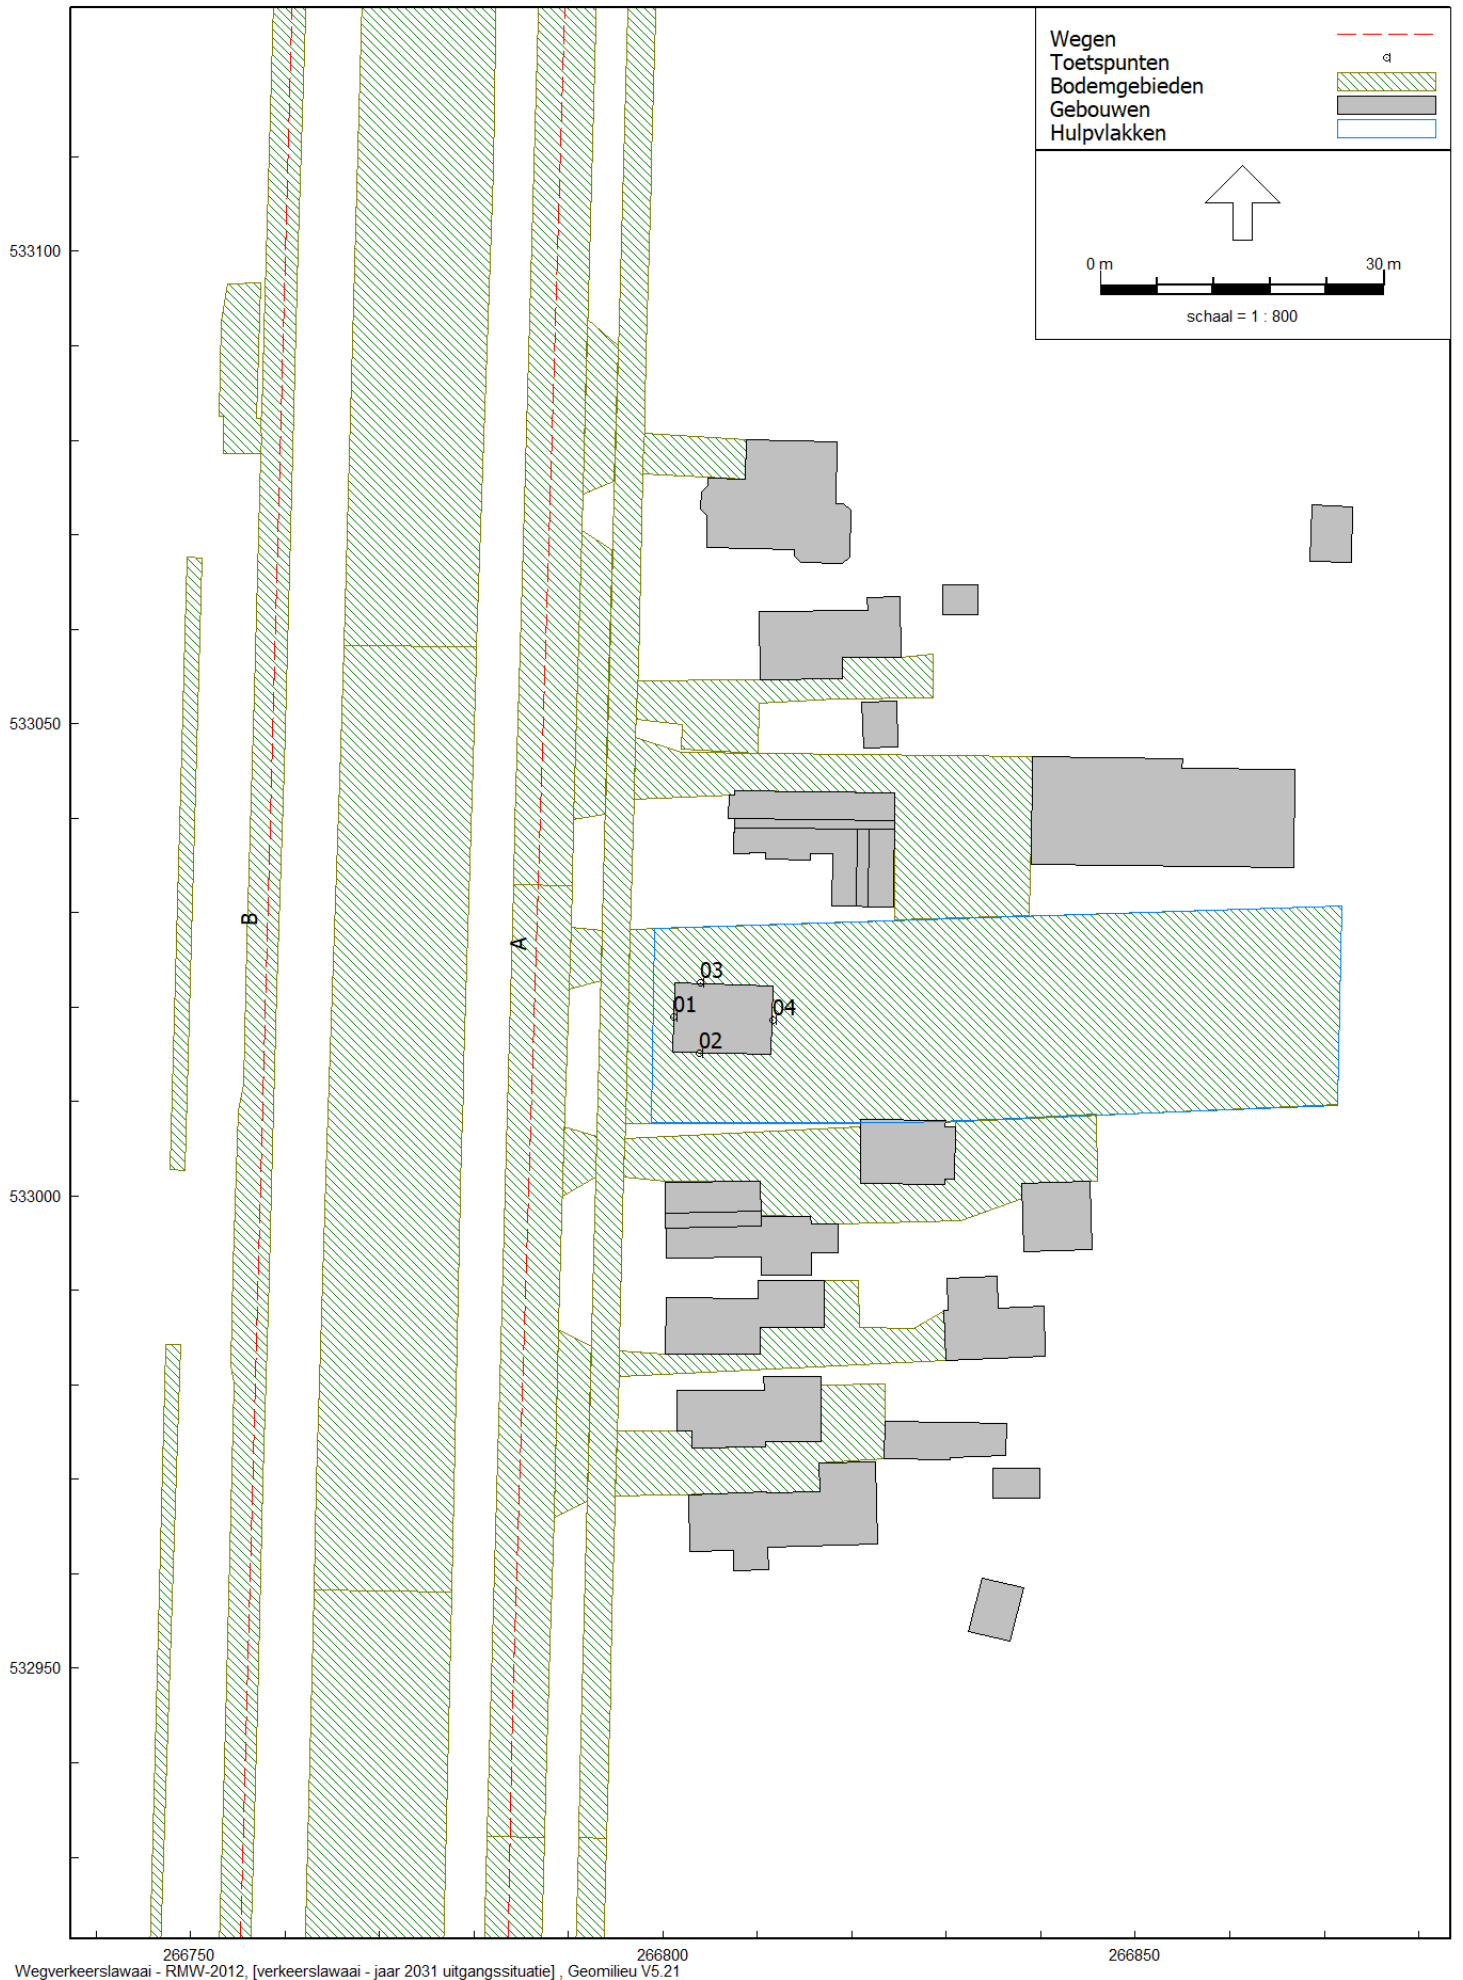 Wegen
Toetspunten
Bodemgebieden
Gebouwen
Hulpvlakken
0 m 30 m
schaal = 1 : 800
533100
533050
B
A
03
01
04
02
533000
532950
266750 266800 266850
Wegverkeerslawaai - RMW-2012, [verkeerslawaai - jaar 2031 uitgangssituatie] , Geomilieu V5.21